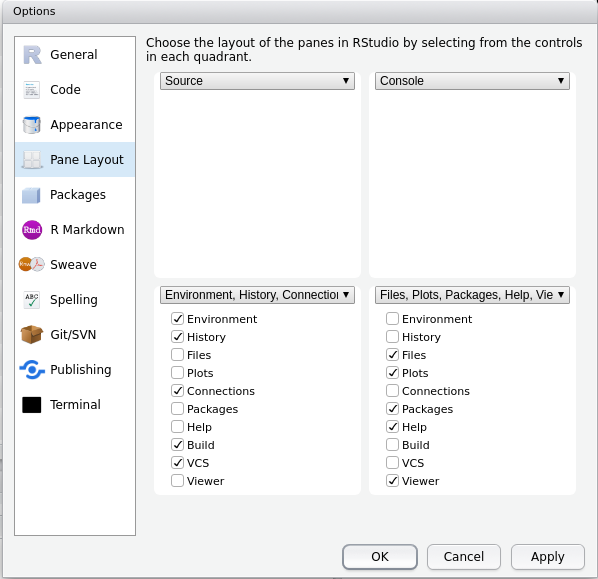 Options
General
Code
Appearance
Pane Layout
Packages
R Markdown
Sweave
Spelling
Git/SVN
Publishing
Terminal
Choose the layout of the panes in RStudio by selecting from the controls
in each quadrant.
Source
Console
Environment, History, Connection
Environment
History
Files
Plots
Connections
Packages
Help
Build
VCS
Viewer
Files, Plots, Packages, Help, Vie
Environment
History
Files
Plots
Connections
Packages
Help
Build
VCS
Viewer
OK
Cancel
Apply
R
Rmd
ABC